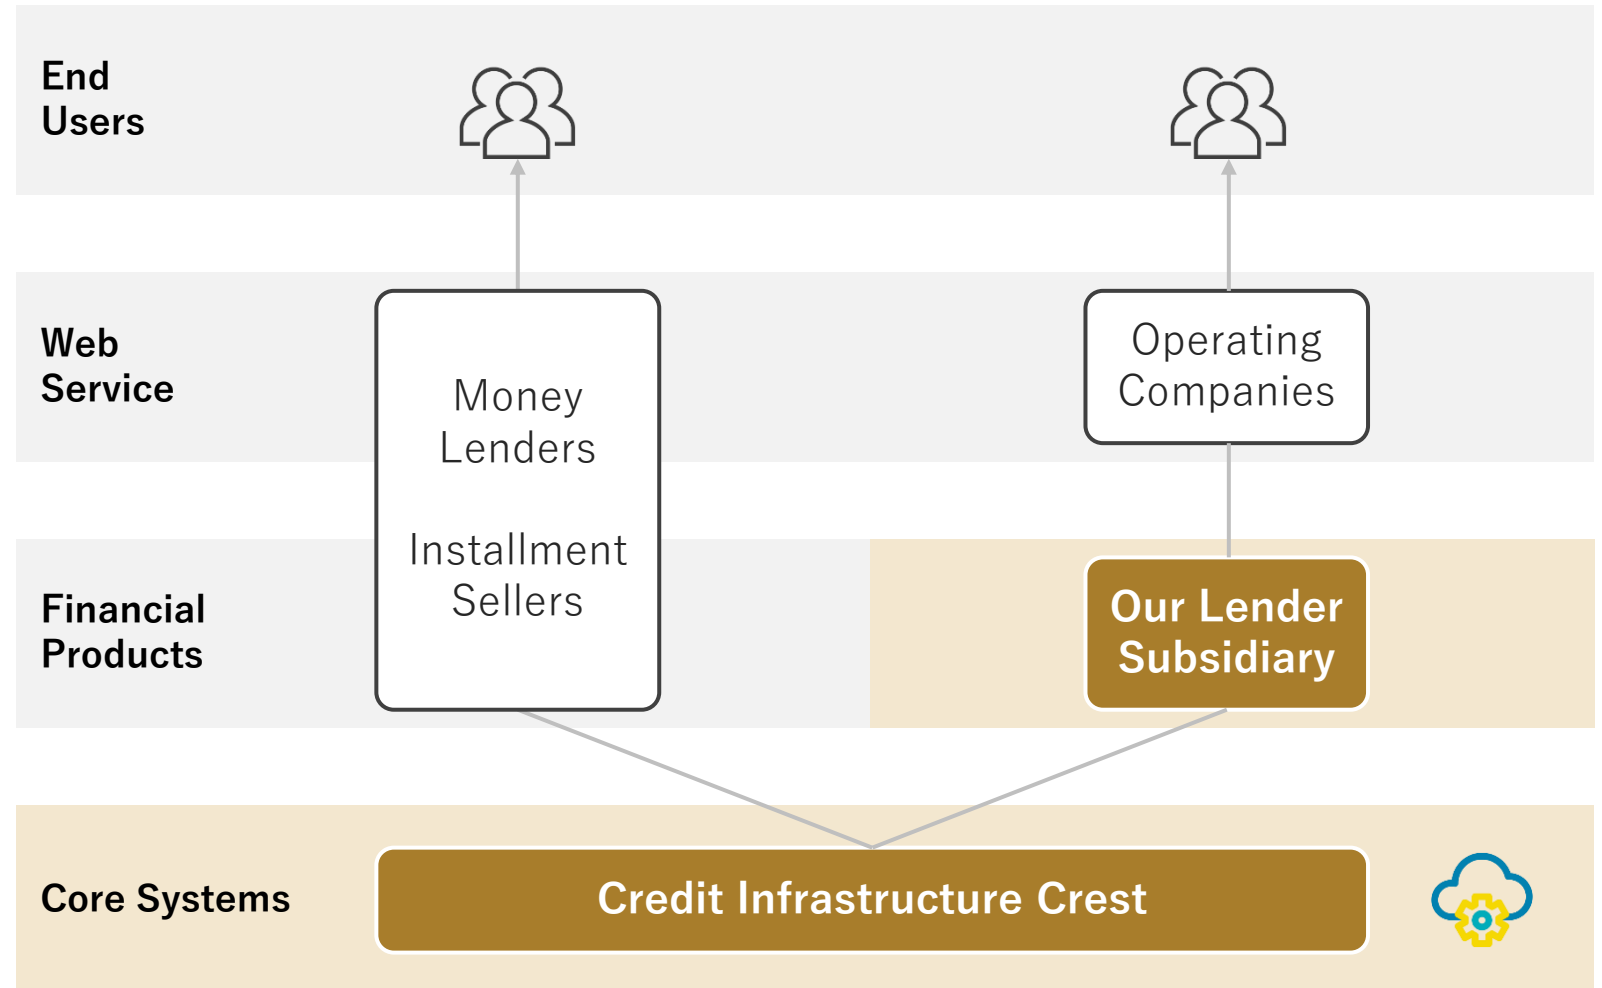 End
Users
Web
Service
Money
Lenders
Installment
Sellers
Operating
Companies
Financial
Products
Our Lender
Subsidiary
Core Systems
Credit Infrastructure Crest